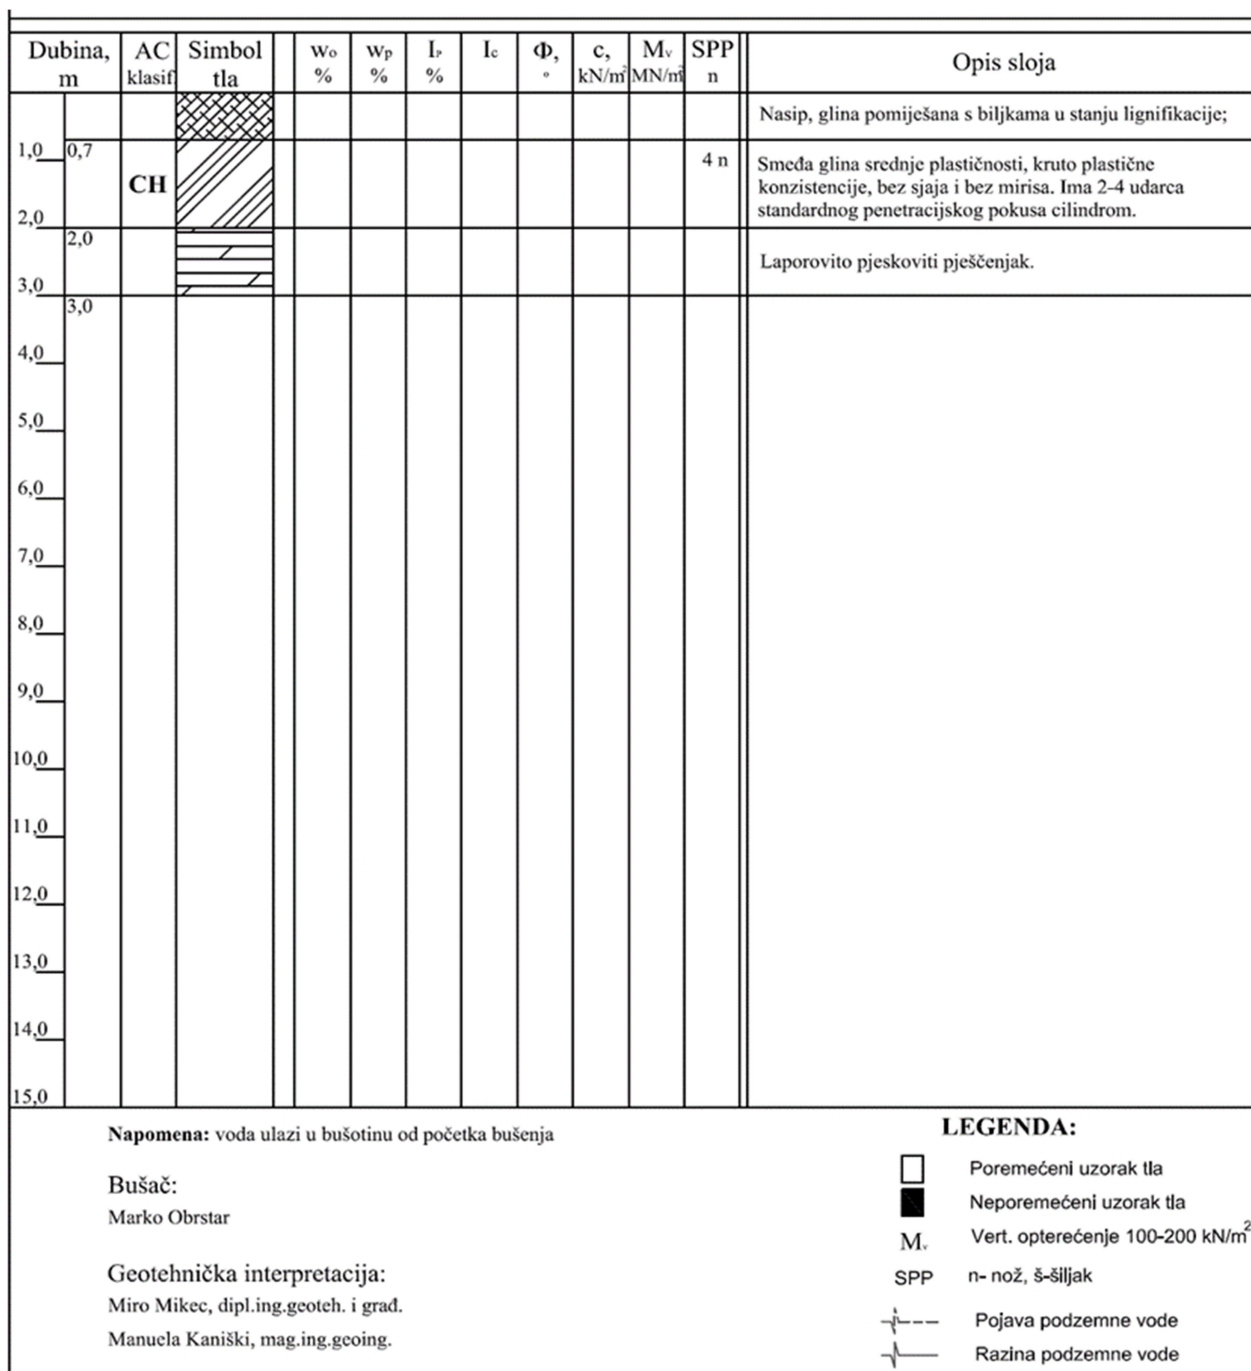 Dubina, m
AC klasif.
Simbol tla
w₀ %
wₚ %
Iₚ %
I꜀
Φ, °
c, kN/m²
Mᵥ MN/m²
SPP n
Opis sloja
Nasip, glina pomiješana s biljkama u stanju lignifikacije;
0,7
1,0
CH
4 n
Smeđa glina srednje plastičnosti, kruto plastične
konzistencije, bez sjaja i bez mirisa. Ima 2-4 udarca
standardnog penetracijskog pokusa cilindrom.
2,0
2,0
Laporovito pjeskoviti pješčenjak.
3,0
3,0
4,0
5,0
6,0
7,0
8,0
9,0
10,0
11,0
12,0
13,0
14,0
15,0
Napomena: voda ulazi u bušotinu od početka bušenja
Bušač:
Marko Obrstar
Geotehnička interpretacija:
Miro Mikec, dipl.ing.geoteh. i građ.
Manuela Kaniški, mag.ing.geoing.
LEGENDA:
Poremećeni uzorak tla
Neporemećeni uzorak tla
Mᵥ Vert. opterećenje 100-200 kN/m²
SPP n- nož, š-šiljak
Pojava podzemne vode
Razina podzemne vode